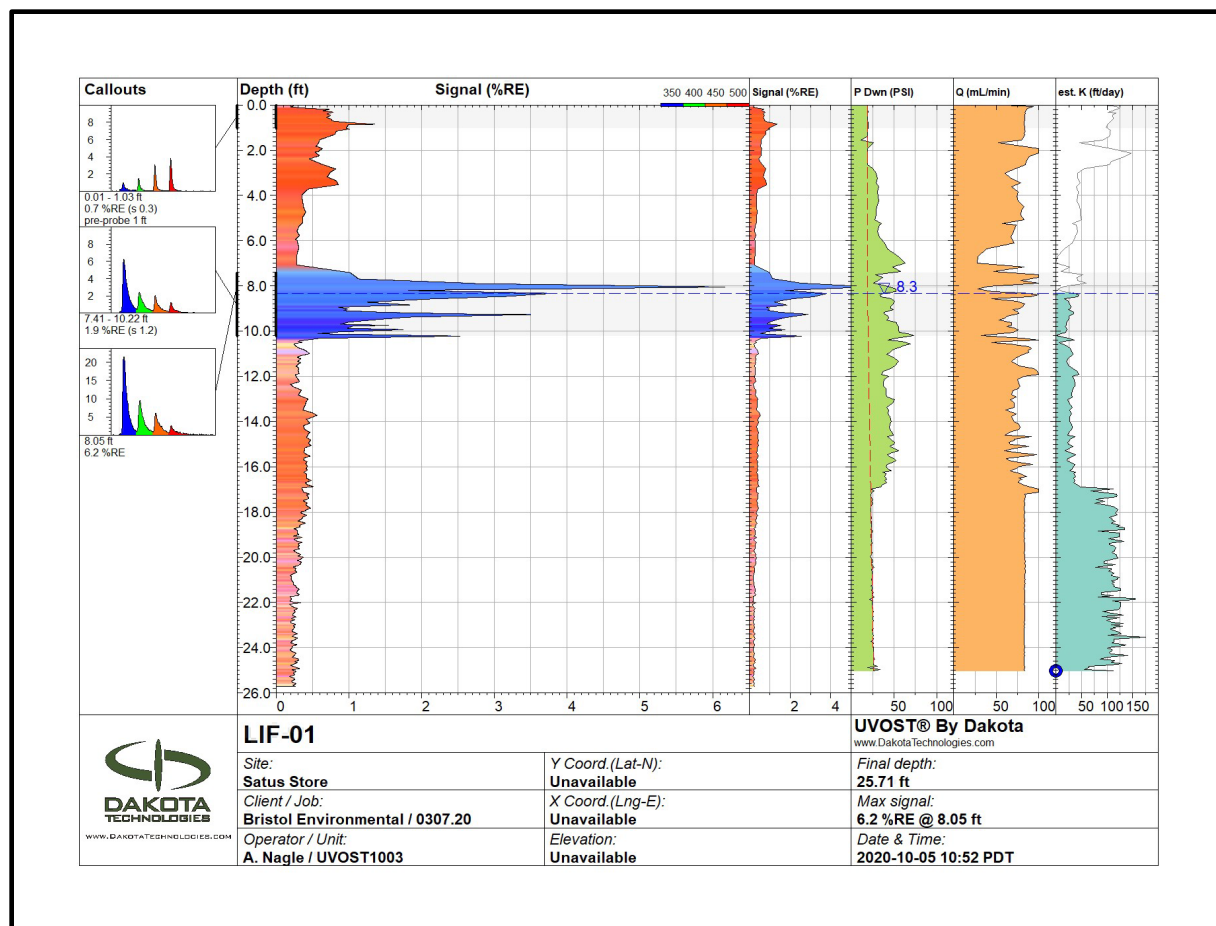 Callouts
Depth (ft)
Signal (%RE)
350 400 450 500
Signal (%RE)
P Dwn (PSI)
Q (mL/min)
est. K (ft/day)
8
6
4
2
0.01 - 1.03 ft
0.7 %RE (s 0.3)
pre-probe 1 ft
8
6
4
2
7.41 - 10.22 ft
1.9 %RE (s 1.2)
20
15
10
5
8.05 ft
6.2 %RE
0.0
2.0
4.0
6.0
8.0
10.0
12.0
14.0
16.0
18.0
20.0
22.0
24.0
26.0
8.3
0 1 2 3 4 5 6
2 4
50 100
50 100
50 100 150
DAKOTA
TECHNOLOGIES
www.DakotaTechnologies.com
LIF-01
UVOST® By Dakota
www.DakotaTechnologies.com
Site:
Satus Store
Y Coord.(Lat-N):
Unavailable
Final depth:
25.71 ft
Client / Job:
Bristol Environmental / 0307.20
X Coord.(Lng-E):
Unavailable
Max signal:
6.2 %RE @ 8.05 ft
Operator / Unit:
A. Nagle / UVOST1003
Elevation:
Unavailable
Date & Time:
2020-10-05 10:52 PDT